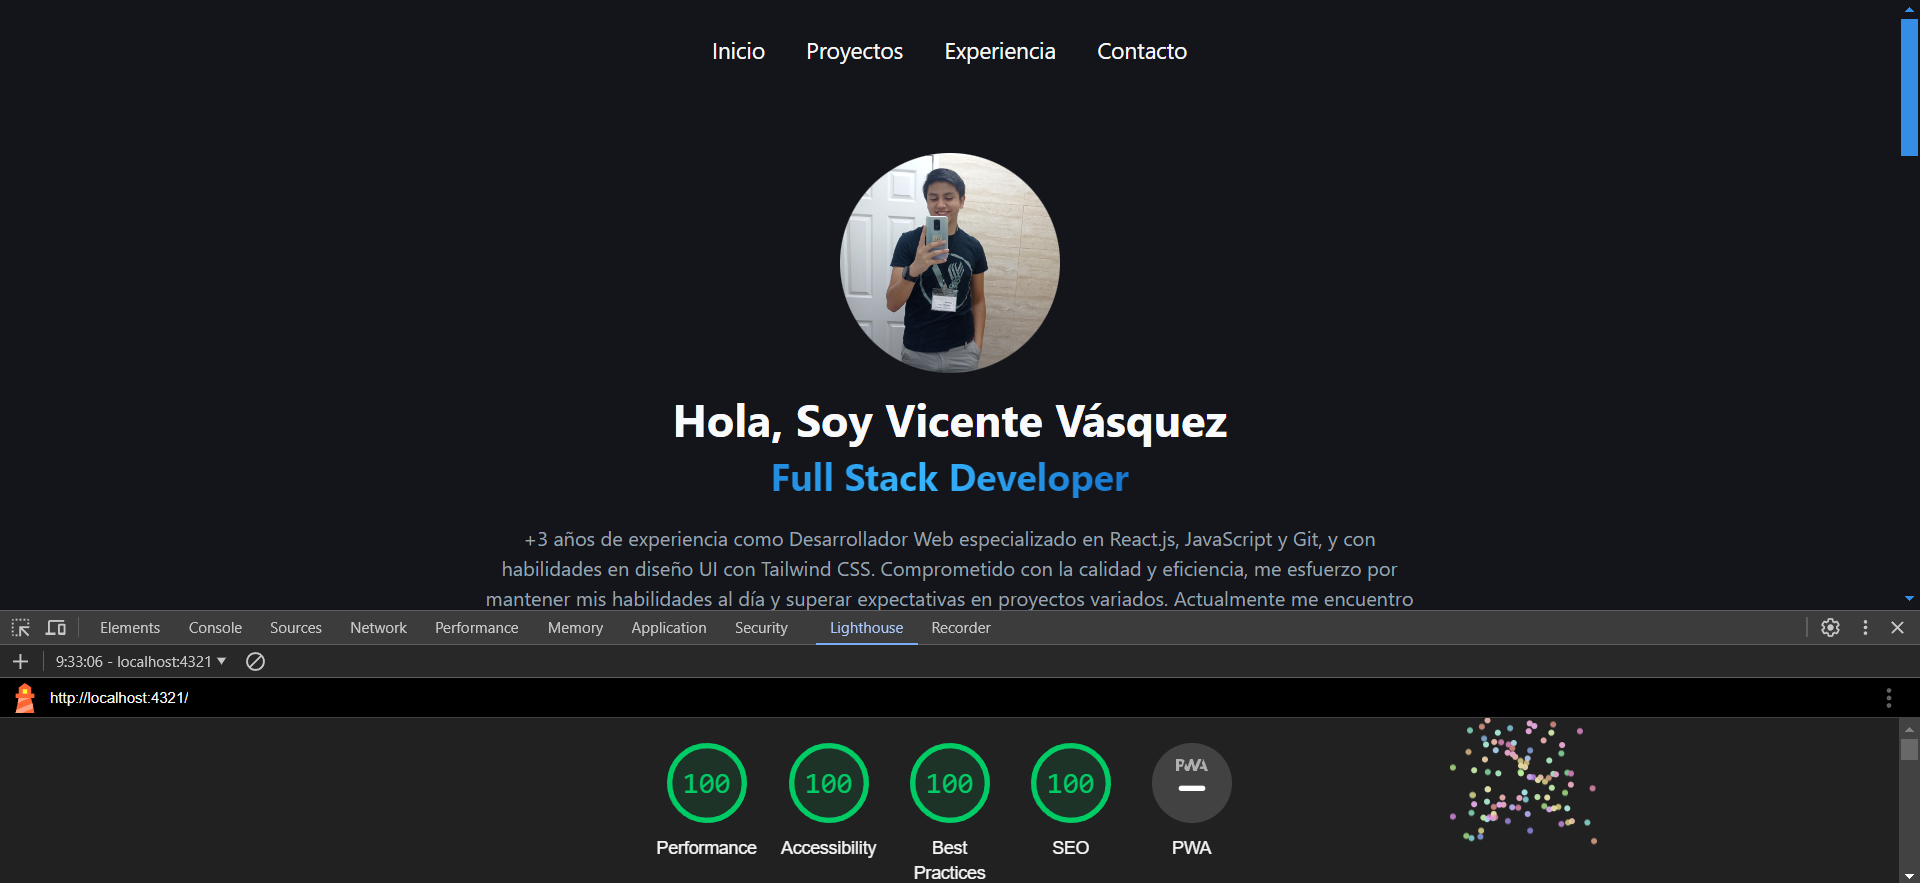 Inicio Proyectos Experiencia Contacto
Hola, Soy Vicente Vásquez
Full Stack Developer
+3 años de experiencia como Desarrollador Web especializado en React.js, JavaScript y Git, y con
habilidades en diseño UI con Tailwind CSS. Comprometido con la calidad y eficiencia, me esfuerzo por
mantener mis habilidades al día y superar expectativas en proyectos variados. Actualmente me encuentro
Elements Console Sources Network Performance Memory Application Security Lighthouse Recorder
9:33:06 - localhost:4321
http://localhost:4321/
100 100 100 100 PWA
Performance Accessibility Best Practices SEO PWA